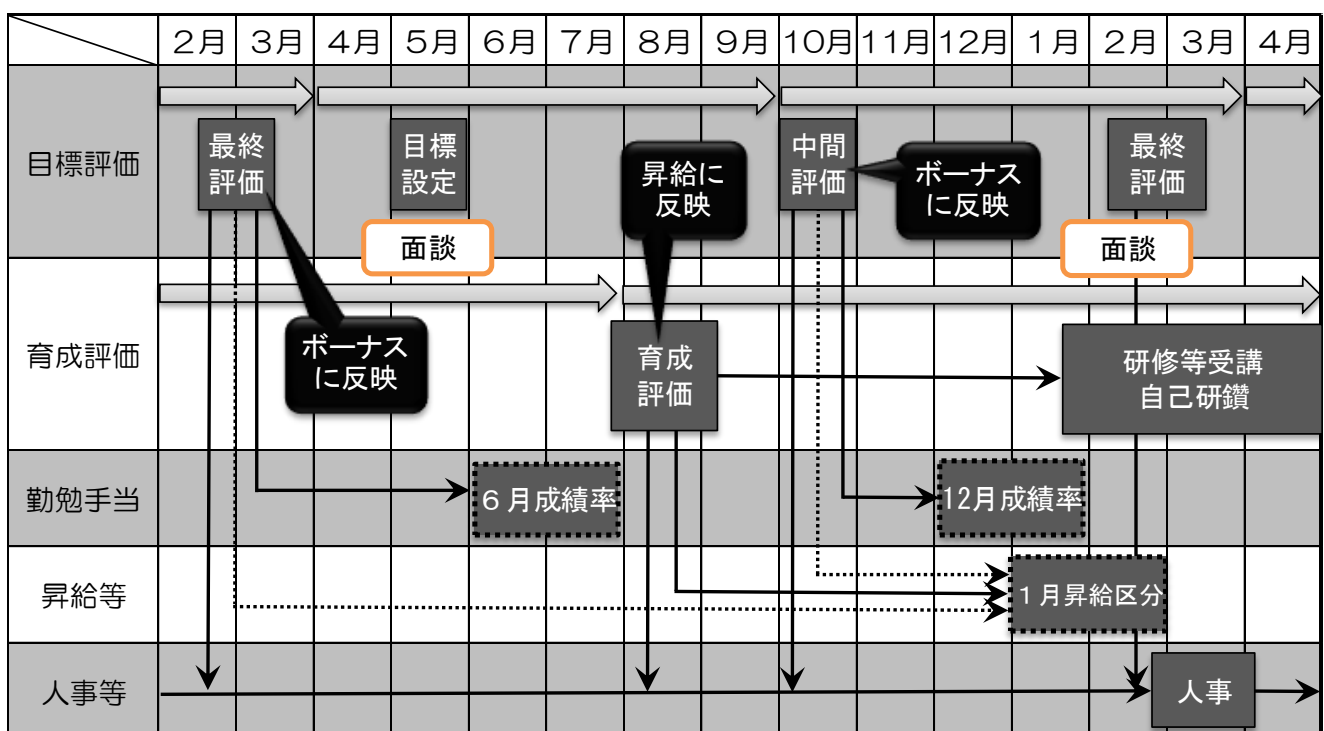 2月 3月 4月 5月 6月 7月 8月 9月 10月 11月 12月 1月 2月 3月 4月
目標評価
最終
評価
目標
設定
昇給に
反映
中間
評価
ボーナス
に反映
最終
評価
面談
面談
育成評価
ボーナス
に反映
育成
評価
研修等受講
自己研鑽
勤勉手当
６月成績率
12月成績率
昇給等
１月昇給区分
人事等
人事